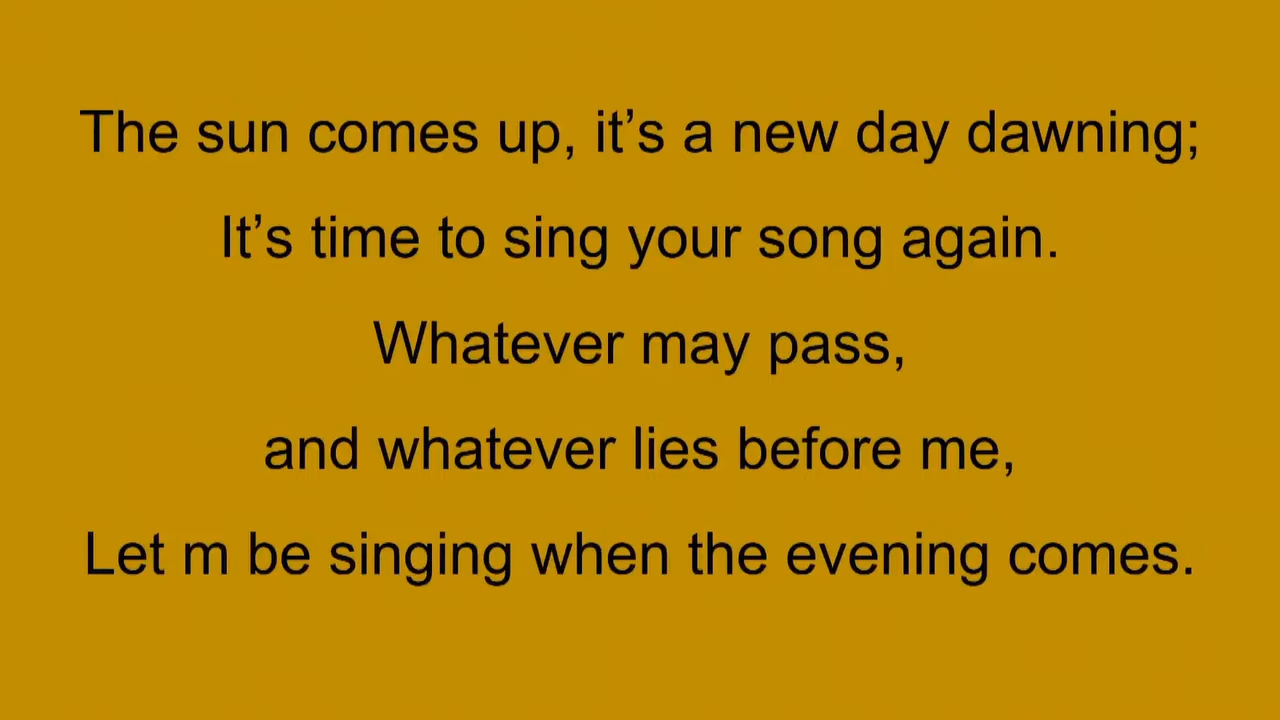 The sun comes up, it’s a new day dawning;
It’s time to sing your song again.
Whatever may pass,
and whatever lies before me,
Let m be singing when the evening comes.